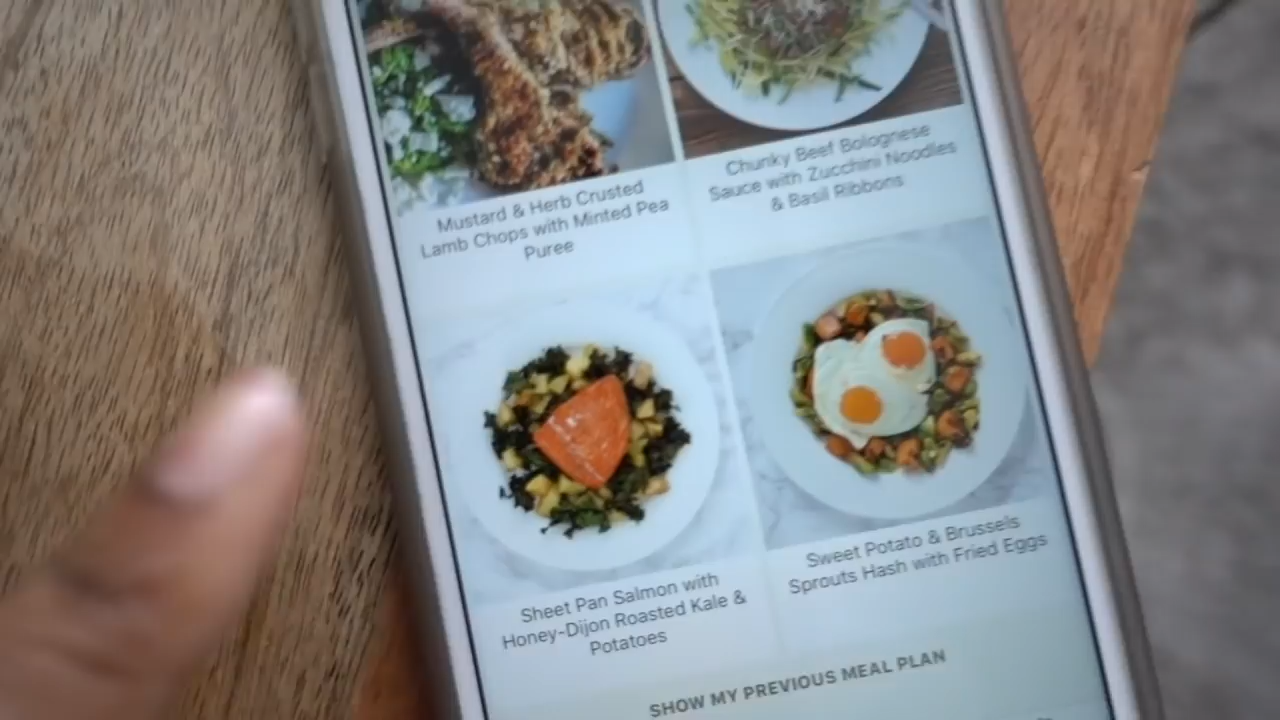 Mustard & Herb Crusted
Lamb Chops with Minted Pea
Puree
Chunky Beef Bolognese
Sauce with Zucchini Noodles
& Basil Ribbons
Sheet Pan Salmon with
Honey-Dijon Roasted Kale &
Potatoes
Sweet Potato & Brussels
Sprouts Hash with Fried Eggs
SHOW MY PREVIOUS MEAL PLAN